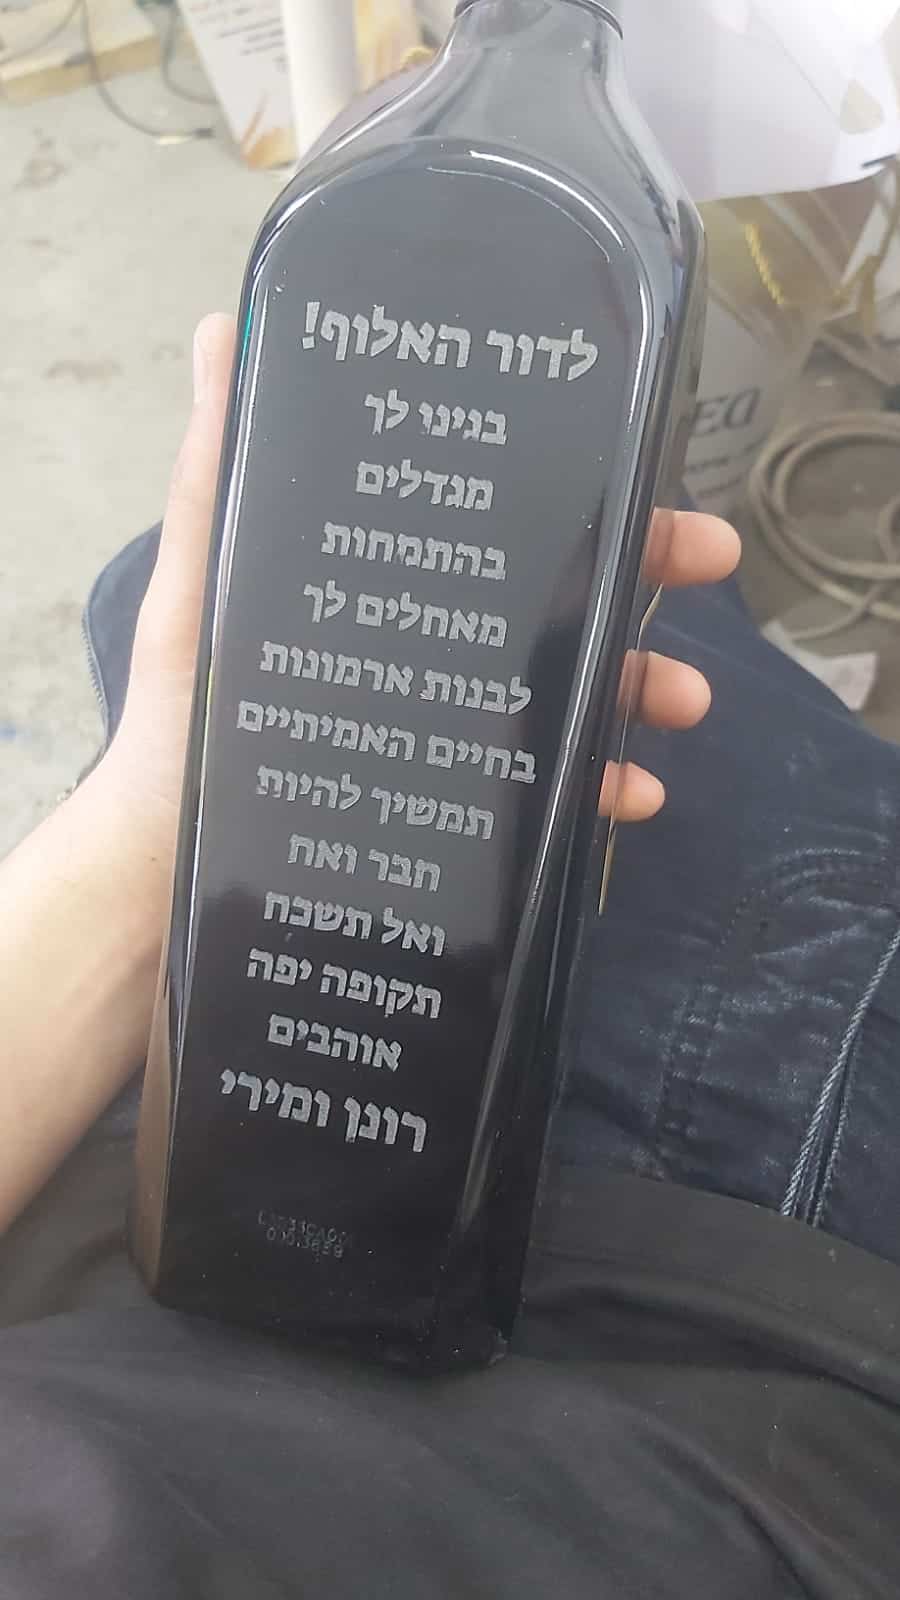 לדור האלוף!
בגינו לך
מגדלים
בהתמחות
מאחלים לך
לבנות ארמונות
בחיים האמיתיים
תמשיך להיות
חבר ואח
ואל תשכח
תקופה יפה
אוהבים
רונן ומירי